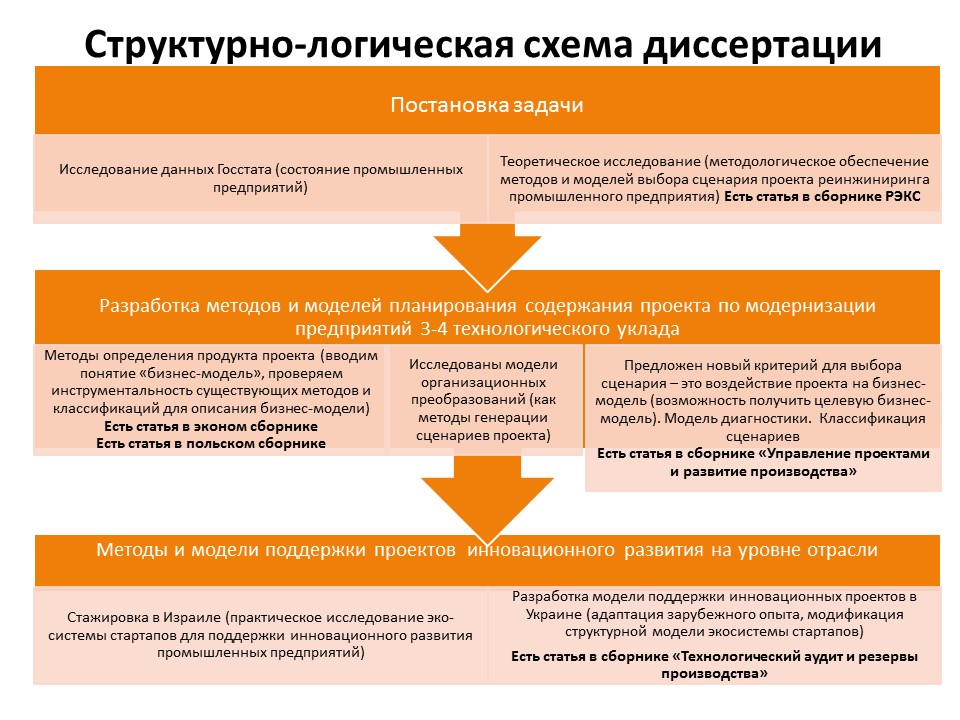 Структурно-логическая схема диссертации
Постановка задачи
Исследование данных Госстата (состояние промышленных
предприятий)
Теоретическое исследование (методологическое обеспечение
методов и моделей выбора сценария проекта реинжиниринга
промышленного предприятия) Есть статья в сборнике РЭКС
Разработка методов и моделей планирования содержания проекта по модернизации
предприятий 3-4 технологического уклада
Методы определения продукта проекта (вводим
понятие «бизнес-модель», проверяем
инструментальность существующих методов и
классификаций для описания бизнес-модели)
Есть статья в эконом сборнике
Есть статья в польском сборнике
Исследованы модели
организационных
преобразований (как
методы генерации
сценариев проекта)
Предложен новый критерий для выбора
сценария – это воздействие проекта на бизнес-
модель (возможность получить целевую бизнес-
модель). Модель диагностики. Классификация
сценариев
Есть статья в сборнике «Управление проектами
и развитие производства»
Методы и модели поддержки проектов инновационного развития на уровне отрасли
Стажировка в Израиле (практическое исследование эко-
системы стартапов для поддержки инновационного развития
промышленных предприятий)
Разработка модели поддержки инновационных проектов в
Украине (адаптация зарубежного опыта, модификация
структурной модели экосистемы стартапов)
Есть статья в сборнике «Технологический аудит и резервы
производства»